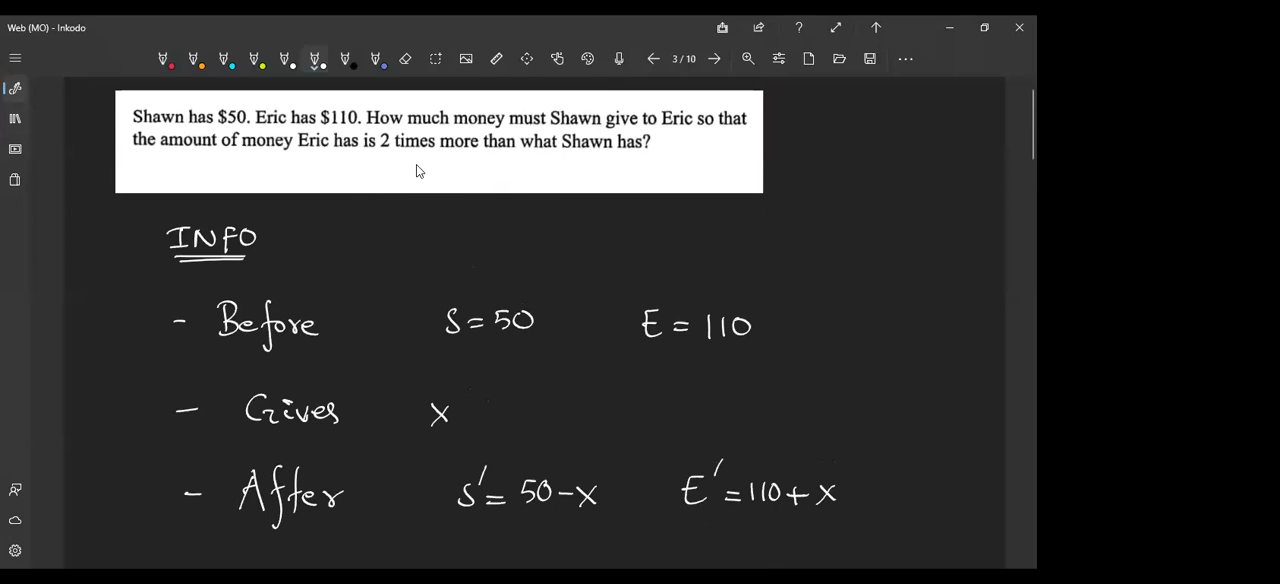 Web (MO) - Inkodo
3 / 10
Shawn has $50. Eric has $110. How much money must Shawn give to Eric so that
the amount of money Eric has is 2 times more than what Shawn has?
INFO
- Before S = 50 E = 110
- Gives x
- After S' = 50 - x E' = 110 + x